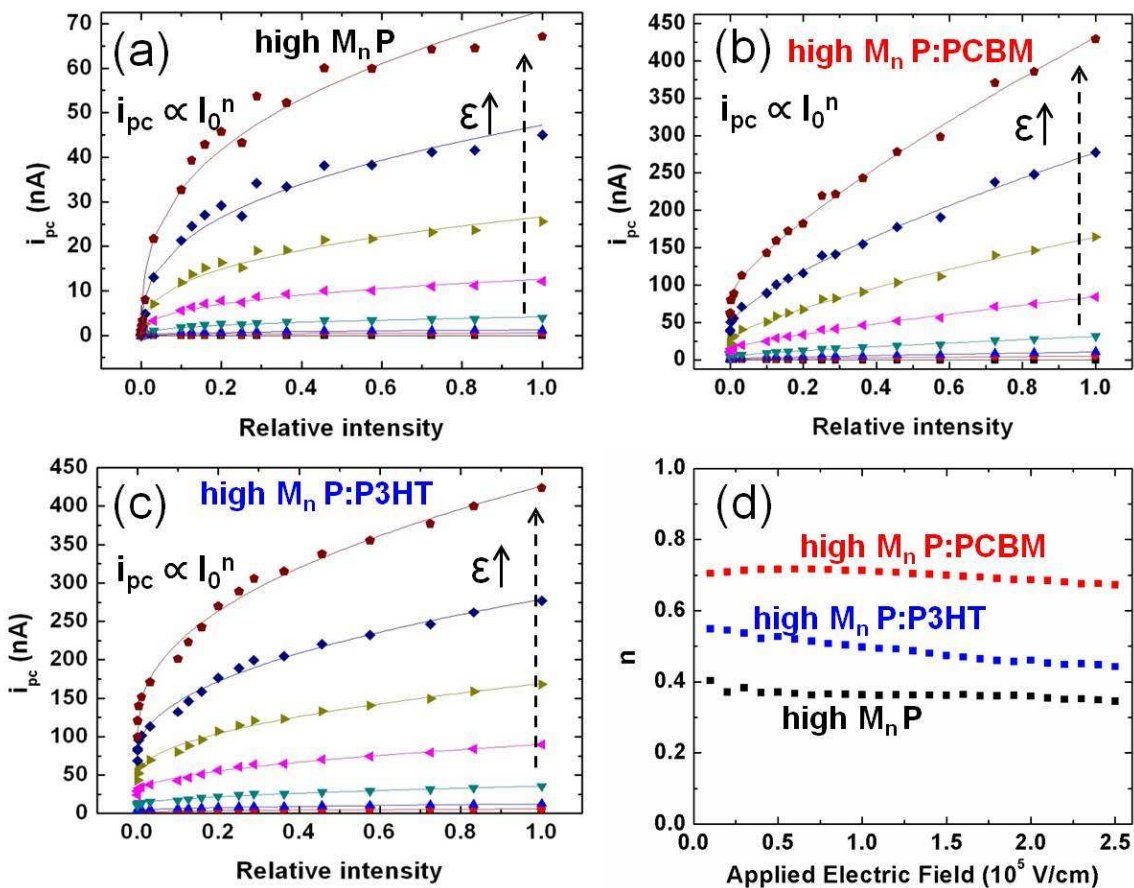 (a)
high Mn P
ipc ∝ I0^n
ε↑
ipc (nA)
70
60
50
40
30
20
10
0
0.0 0.2 0.4 0.6 0.8 1.0
Relative intensity
(b)
high Mn P:PCBM
ipc ∝ I0^n
ε↑
ipc (nA)
450
400
350
300
250
200
150
100
50
0
0.0 0.2 0.4 0.6 0.8 1.0
Relative intensity
(c)
high Mn P:P3HT
ipc ∝ I0^n
ε↑
ipc (nA)
450
400
350
300
250
200
150
100
50
0
0.0 0.2 0.4 0.6 0.8 1.0
Relative intensity
(d)
high Mn P:PCBM
high Mn P:P3HT
high Mn P
n
1.0
0.8
0.6
0.4
0.2
0.0
0.0 0.5 1.0 1.5 2.0 2.5
Applied Electric Field (10^5 V/cm)